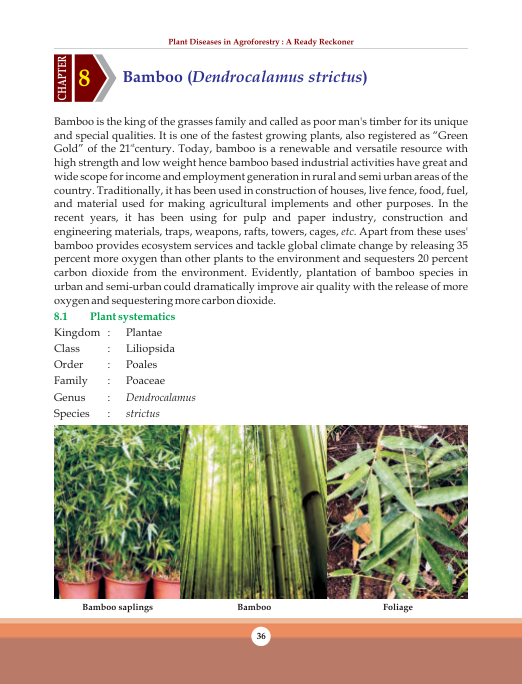 Plant Diseases in Agroforestry : A Ready Reckoner
CHAPTER
8
Bamboo (Dendrocalamus strictus)
Bamboo is the king of the grasses family and called as poor man's timber for its unique
and special qualities. It is one of the fastest growing plants, also registered as “Green
Gold” of the 21st century. Today, bamboo is a renewable and versatile resource with
high strength and low weight hence bamboo based industrial activities have great and
wide scope for income and employment generation in rural and semi urban areas of the
country. Traditionally, it has been used in construction of houses, live fence, food, fuel,
and material used for making agricultural implements and other purposes. In the
recent years, it has been using for pulp and paper industry, construction and
engineering materials, traps, weapons, rafts, towers, cages, etc. Apart from these uses'
bamboo provides ecosystem services and tackle global climate change by releasing 35
percent more oxygen than other plants to the environment and sequesters 20 percent
carbon dioxide from the environment. Evidently, plantation of bamboo species in
urban and semi-urban could dramatically improve air quality with the release of more
oxygen and sequestering more carbon dioxide.
8.1 Plant systematics
Kingdom : Plantae
Class : Liliopsida
Order : Poales
Family : Poaceae
Genus : Dendrocalamus
Species : strictus
Bamboo saplings Bamboo Foliage
36